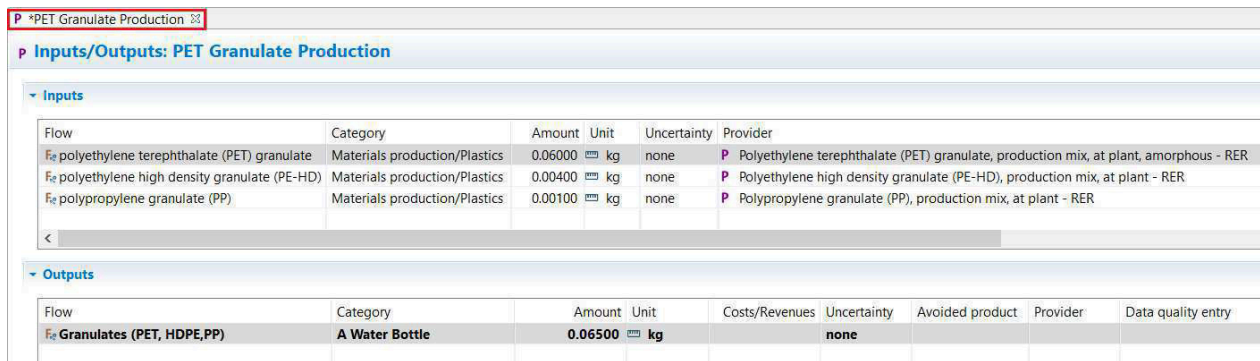 P *PET Granulate Production
P Inputs/Outputs: PET Granulate Production
Inputs
Flow Category Amount Unit Uncertainty Provider
Fe polyethylene terephthalate (PET) granulate Materials production/Plastics 0.06000 kg none P Polyethylene terephthalate (PET) granulate, production mix, at plant, amorphous - RER
Fe polyethylene high density granulate (PE-HD) Materials production/Plastics 0.00400 kg none P Polyethylene high density granulate (PE-HD), production mix, at plant - RER
Fe polypropylene granulate (PP) Materials production/Plastics 0.00100 kg none P Polypropylene granulate (PP), production mix, at plant - RER
Outputs
Flow Category Amount Unit Costs/Revenues Uncertainty Avoided product Provider Data quality entry
Fe Granulates (PET, HDPE,PP) A Water Bottle 0.06500 kg none